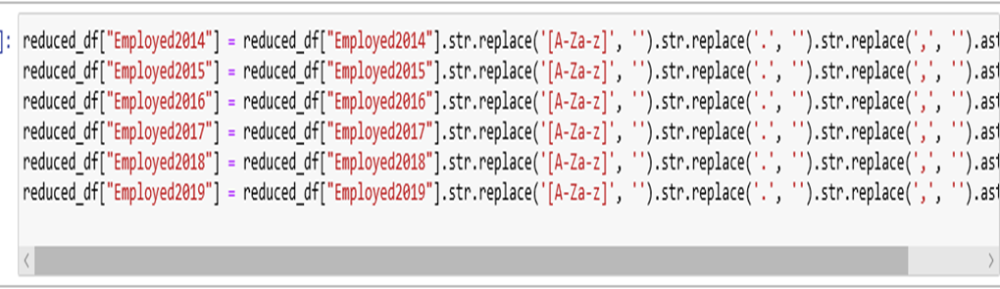 ]: reduced_df["Employed2014"] = reduced_df["Employed2014"].str.replace('[A-Za-z]', '').str.replace('.', '').str.replace(',', '').ast
reduced_df["Employed2015"] = reduced_df["Employed2015"].str.replace('[A-Za-z]', '').str.replace('.', '').str.replace(',', '').ast
reduced_df["Employed2016"] = reduced_df["Employed2016"].str.replace('[A-Za-z]', '').str.replace('.', '').str.replace(',', '').ast
reduced_df["Employed2017"] = reduced_df["Employed2017"].str.replace('[A-Za-z]', '').str.replace('.', '').str.replace(',', '').ast
reduced_df["Employed2018"] = reduced_df["Employed2018"].str.replace('[A-Za-z]', '').str.replace('.', '').str.replace(',', '').ast
reduced_df["Employed2019"] = reduced_df["Employed2019"].str.replace('[A-Za-z]', '').str.replace('.', '').str.replace(',', '').ast